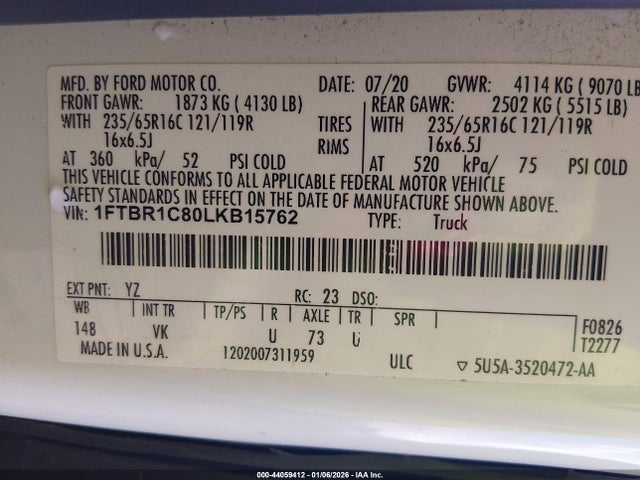 MFD. BY FORD MOTOR CO. DATE: 07/20 GVWR: 4114 KG ( 9070 LB
FRONT GAWR: 1873 KG ( 4130 LB) REAR GAWR: 2502 KG ( 5515 LB)
WITH 235/65R16C 121/119R TIRES WITH 235/65R16C 121/119R
16x6.5J RIMS 16x6.5J
AT 360 kPa/ 52 PSI COLD AT 520 kPa/ 75 PSI COLD
THIS VEHICLE CONFORMS TO ALL APPLICABLE FEDERAL MOTOR VEHICLE
SAFETY STANDARDS IN EFFECT ON THE DATE OF MANUFACTURE SHOWN ABOVE.
VIN: 1FTBR1C80LKB15762 TYPE: Truck
EXT PNT: YZ RC: 23 DSO:
WB INT TR TP/PS R AXLE TR SPR F0826
148 VK U 73 U T2277
MADE IN U.S.A. 1202007311959 ULC ▽ 5U5A-3520472-AA
000-44059412 - 01/06/2026 - IAA Inc.